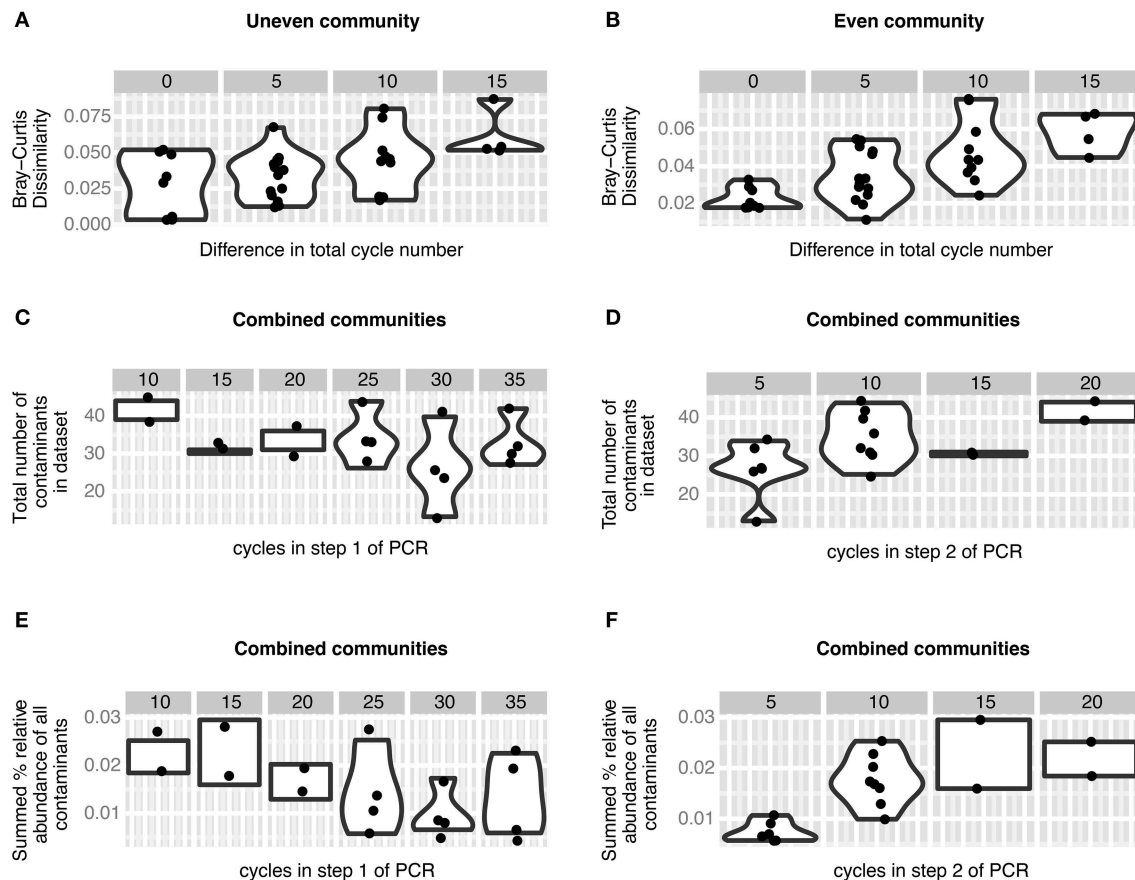 A
Uneven community
0 5 10 15
Bray−Curtis
Dissimilarity
0.075
0.050
0.025
0.000
Difference in total cycle number
B
Even community
0 5 10 15
Bray−Curtis
Dissimilarity
0.06
0.04
0.02
Difference in total cycle number
C
Combined communities
10 15 20 25 30 35
Total number of
contaminants
in dataset
40
30
20
cycles in step 1 of PCR
D
Combined communities
5 10 15 20
Total number of
contaminants
in dataset
40
30
20
cycles in step 2 of PCR
E
Combined communities
10 15 20 25 30 35
Summed % relative
abundance of all
contaminants
0.03
0.02
0.01
cycles in step 1 of PCR
F
Combined communities
5 10 15 20
Summed % relative
abundance of all
contaminants
0.03
0.02
0.01
cycles in step 2 of PCR